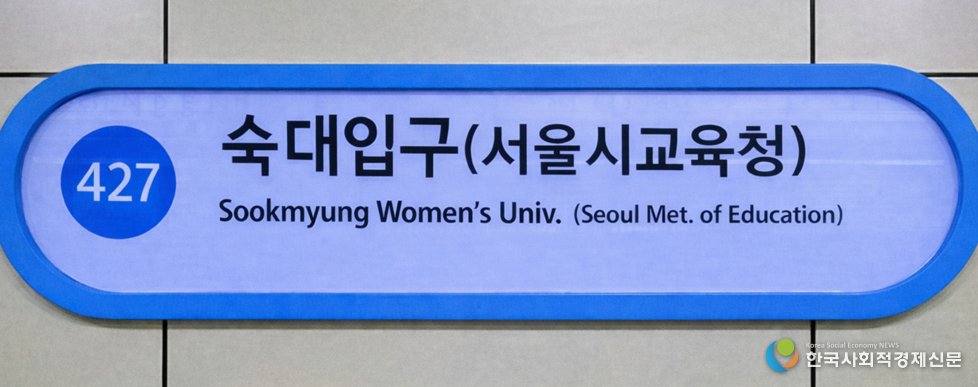 427
숙대입구(서울시교육청)
Sookmyung Women's Univ. (Seoul Met. of Education)
Korea Social Economy NEWS
한국사회적경제신문